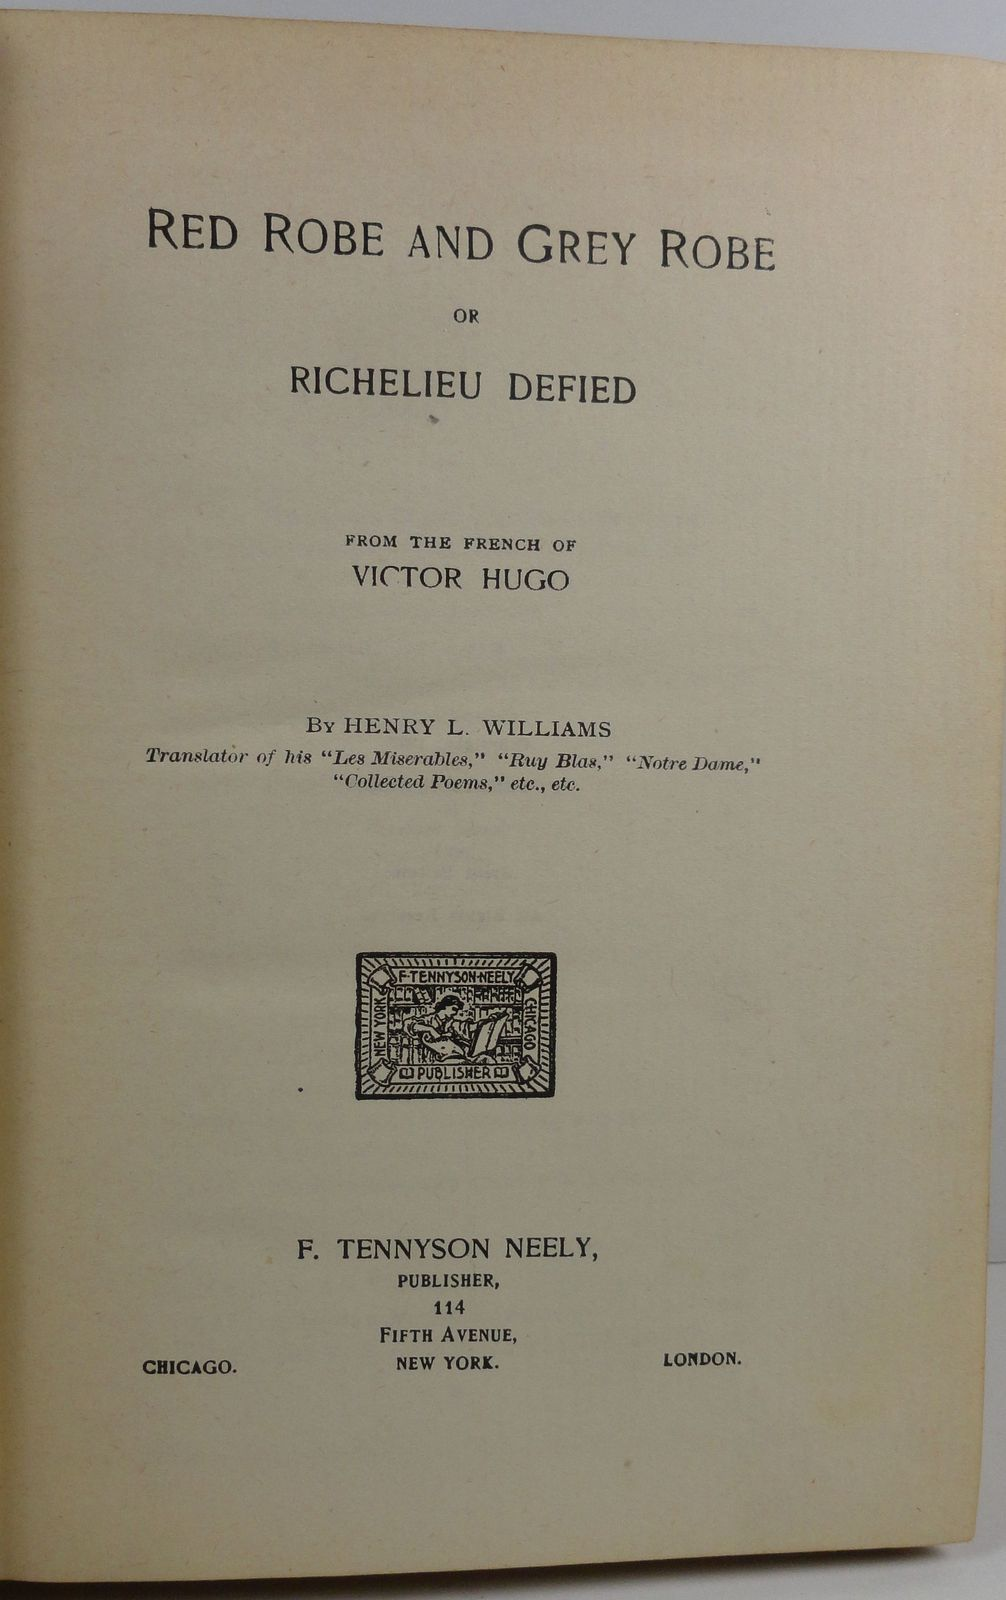 RED ROBE AND GREY ROBE
OR
RICHELIEU DEFIED
FROM THE FRENCH OF
VICTOR HUGO
BY HENRY L. WILLIAMS
Translator of his "Les Miserables," "Ruy Blas," "Notre Dame,"
"Collected Poems," etc., etc.
F·TENNYSON·NEELY
NEW YORK
CHICAGO
PUBLISHER
F. TENNYSON NEELY,
PUBLISHER,
114
FIFTH AVENUE,
CHICAGO. NEW YORK. LONDON.